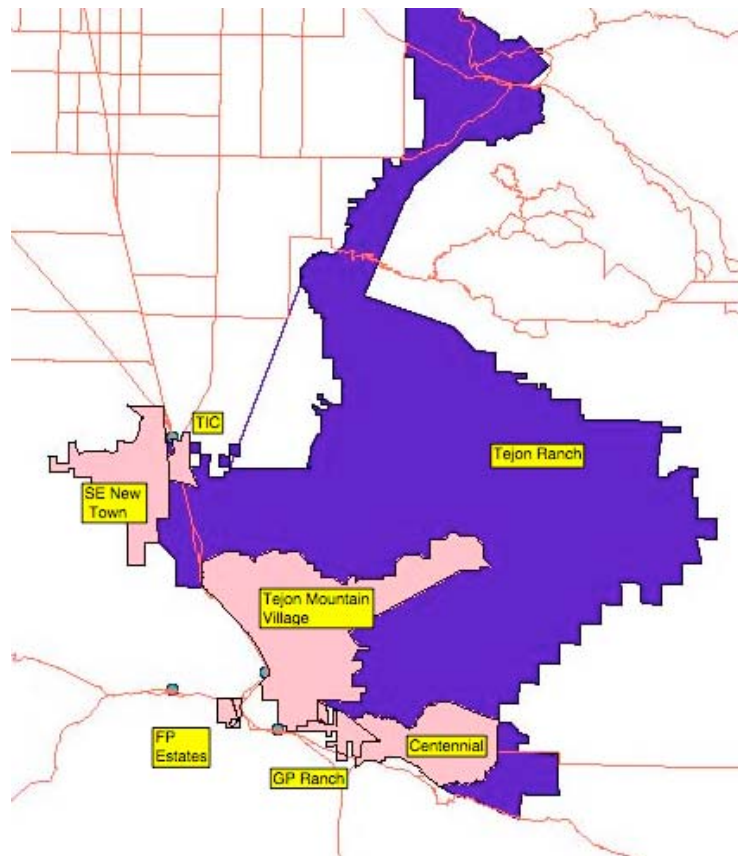 TIC
Tejon Ranch
SE New
Town
Tejon Mountain
Village
FP
Estates
Centennial
GP Ranch